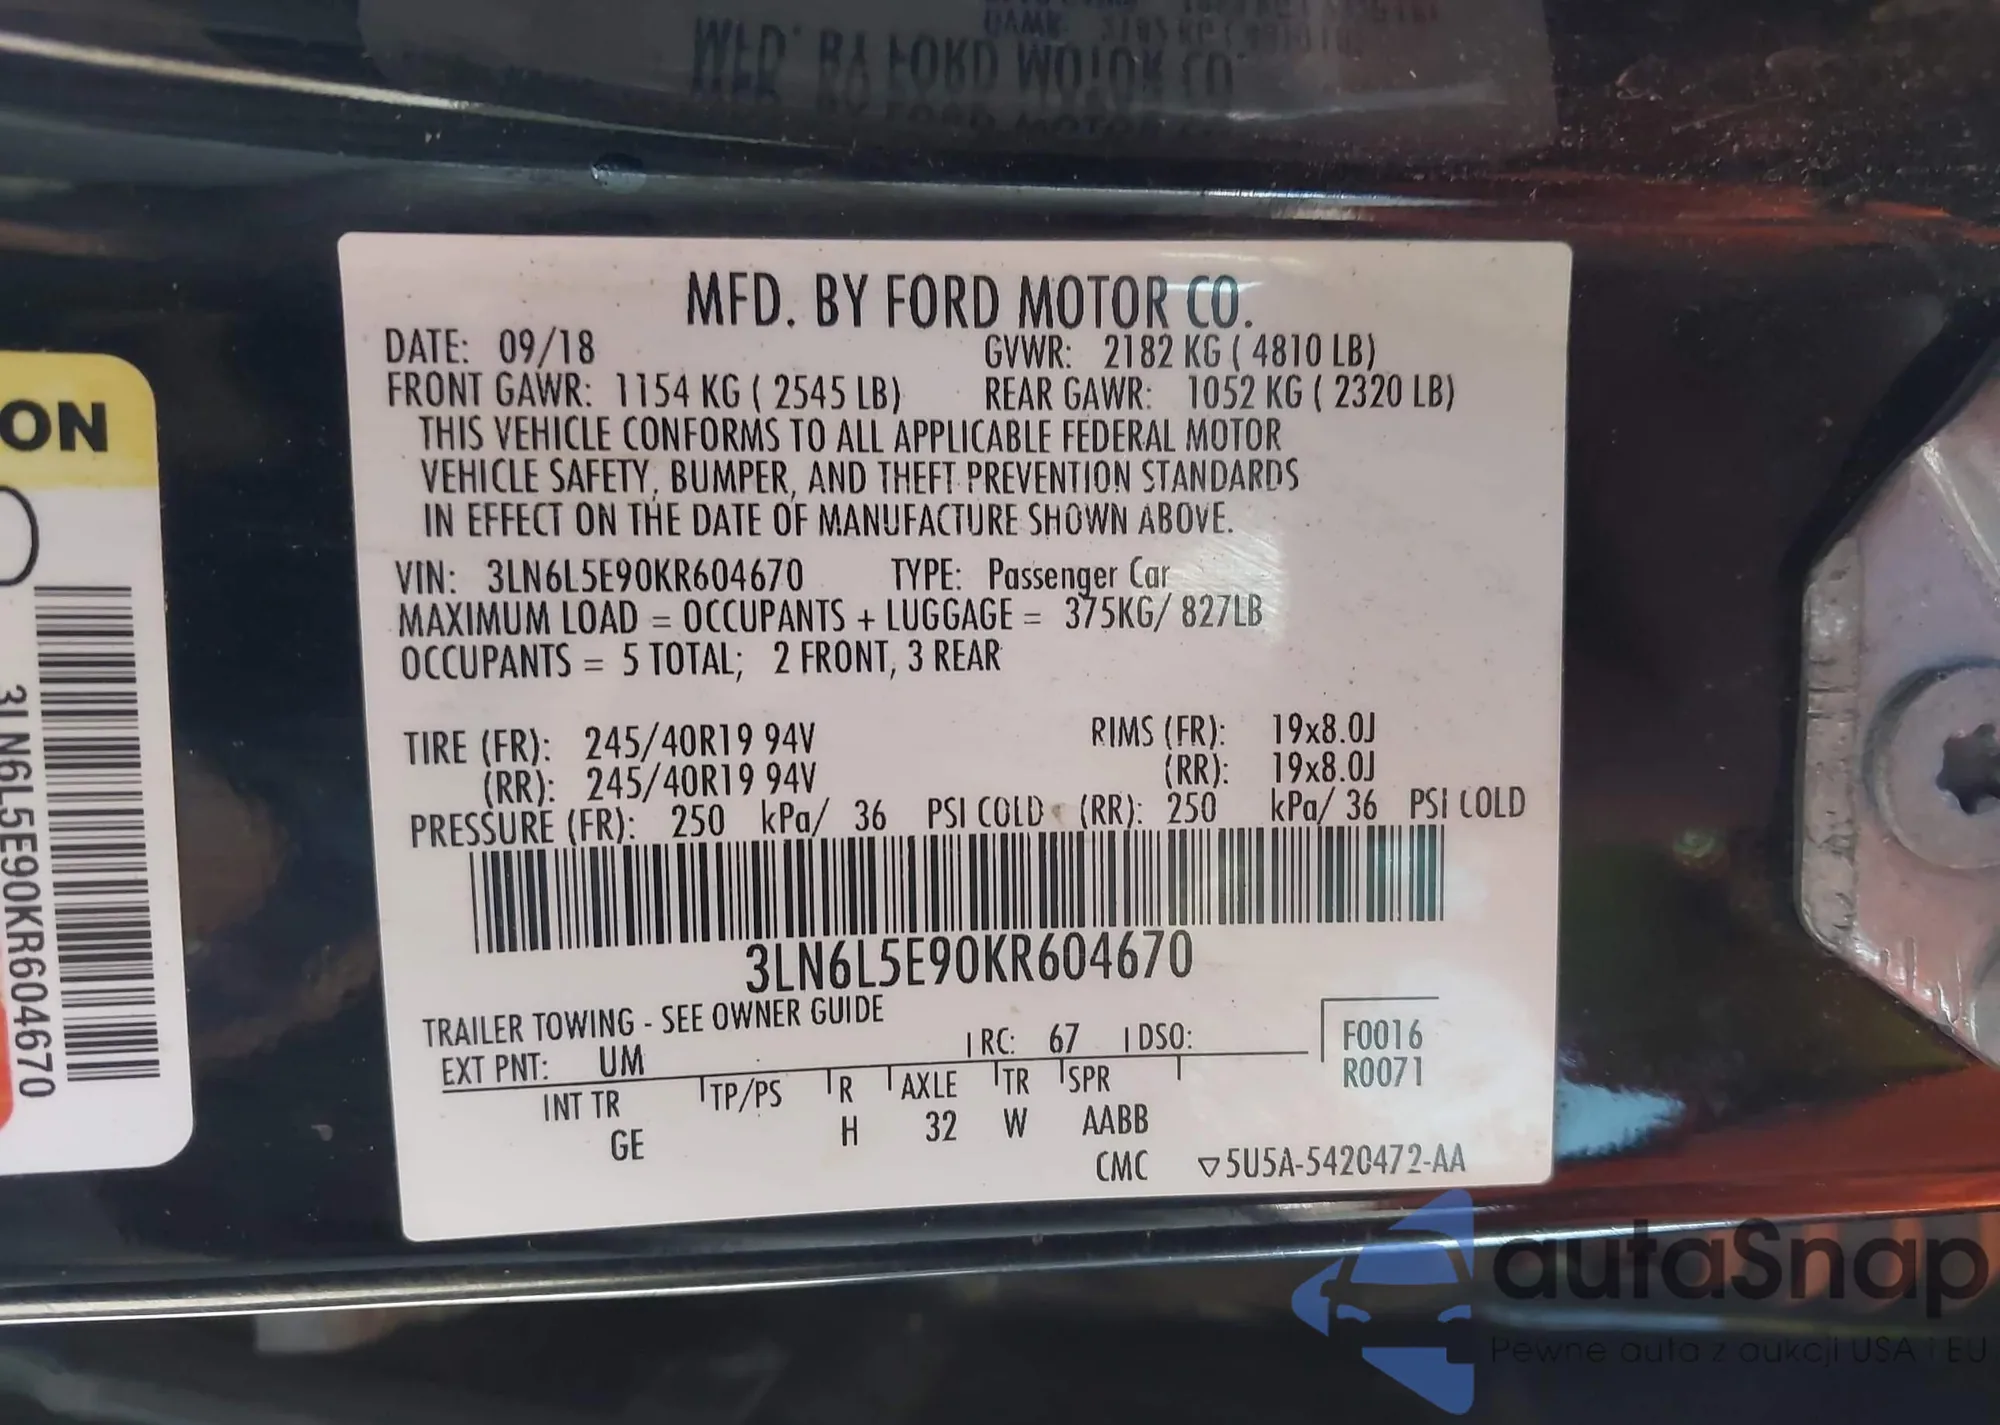 MFD. BY FORD MOTOR CO.
DATE: 09/18 GVWR: 2182 KG ( 4810 LB)
FRONT GAWR: 1154 KG ( 2545 LB) REAR GAWR: 1052 KG ( 2320 LB)
THIS VEHICLE CONFORMS TO ALL APPLICABLE FEDERAL MOTOR
VEHICLE SAFETY, BUMPER, AND THEFT PREVENTION STANDARDS
IN EFFECT ON THE DATE OF MANUFACTURE SHOWN ABOVE.
VIN: 3LN6L5E90KR604670 TYPE: Passenger Car
MAXIMUM LOAD = OCCUPANTS + LUGGAGE = 375KG/ 827LB
OCCUPANTS = 5 TOTAL; 2 FRONT, 3 REAR
TIRE (FR): 245/40R19 94V RIMS (FR): 19x8.0J
(RR): 245/40R19 94V (RR): 19x8.0J
PRESSURE (FR): 250 kPa/ 36 PSI COLD (RR): 250 kPa/ 36 PSI COLD
3LN6L5E90KR604670
TRAILER TOWING - SEE OWNER GUIDE
EXT PNT: UM RC: 67 DSO: F0016
R0071
INT TR TP/PS R AXLE TR SPR
GE H 32 W AABB
CMC ▽5U5A-5420472-AA
ON
3LN6L5E90KR604670
autaSnap
Pewne auta z aukcji USA i EU